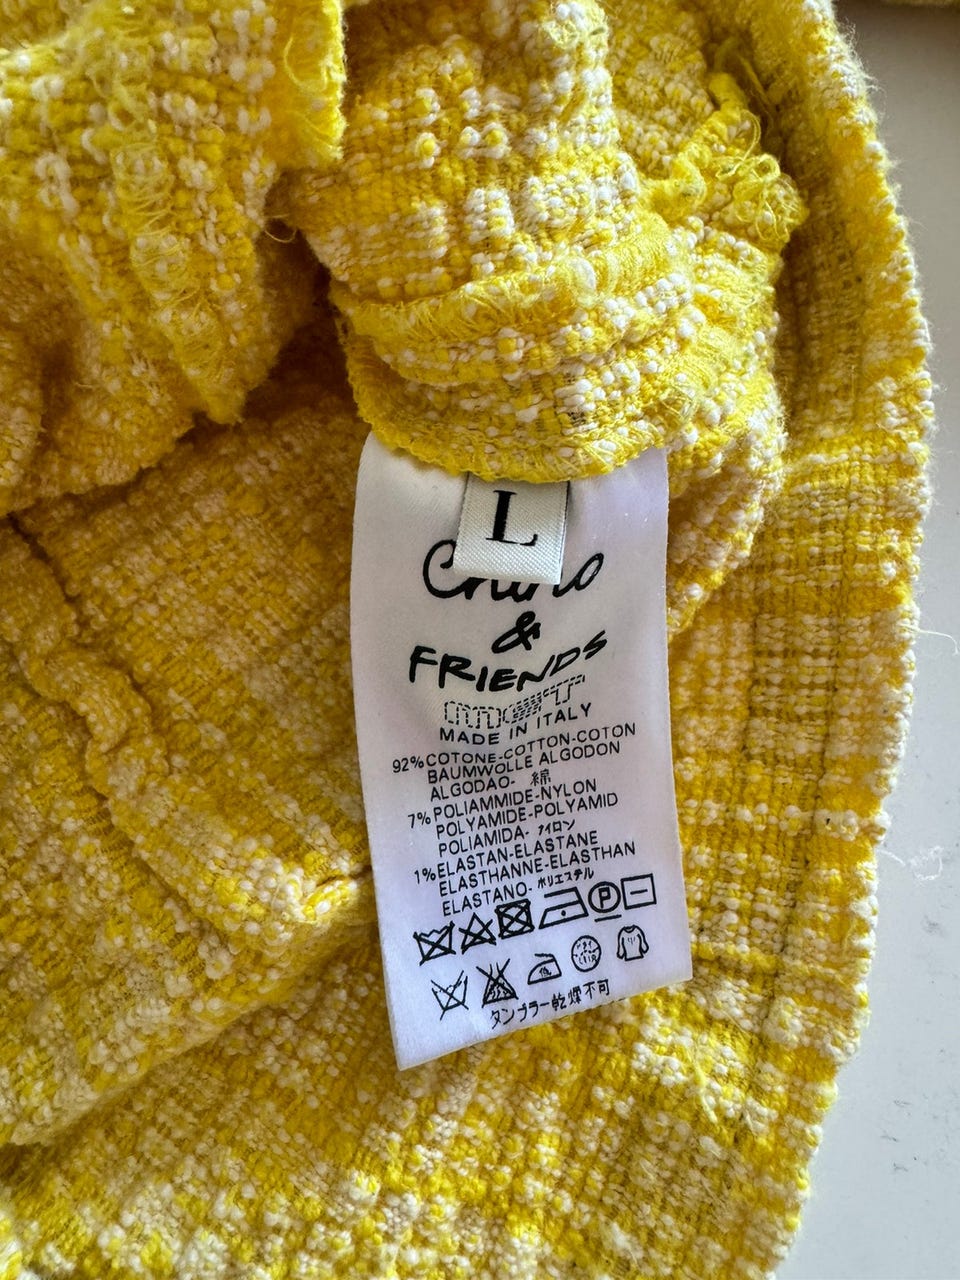 L
&
FRIENDS
met
MADE IN ITALY
92% COTONE-COTTON-COTON
BAUMWOLLE ALGODON
ALGODAO- 綿
7% POLIAMMIDE-NYLON
POLYAMIDE-POLYAMID
POLIAMIDA- ナイロン
1% ELASTAN-ELASTANE
ELASTHANNE-ELASTHAN
ELASTANO- ポリエステル
P
タンブラー乾燥不可